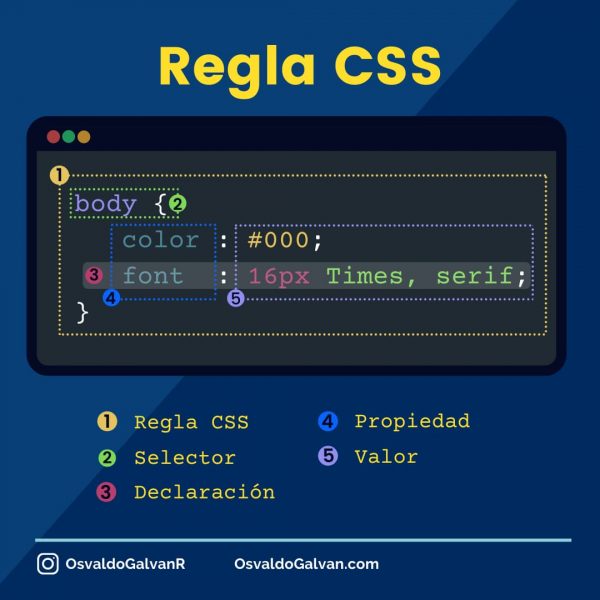 Regla CSS
1
body { 2
color : #000;
3 font : 16px Times, serif;
4 5
}
1 Regla CSS 4 Propiedad
2 Selector 5 Valor
3 Declaración
OsvaldoGalvanR OsvaldoGalvan.com